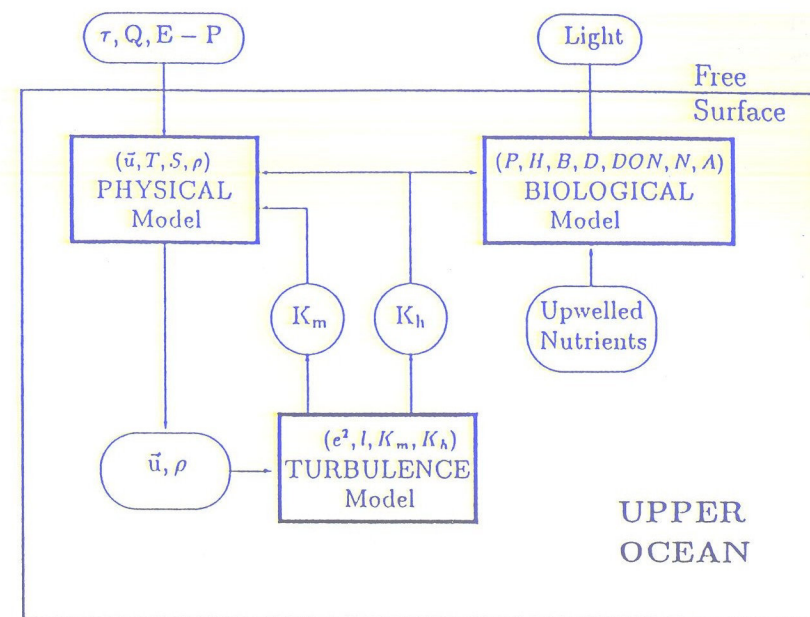 τ, Q, E − P
Light
Free
Surface
(u⃗, T, S, ρ)
PHYSICAL
Model
(P, H, B, D, DON, N, A)
BIOLOGICAL
Model
K_m
K_h
Upwelled
Nutrients
u⃗, ρ
(e², l, K_m, K_h)
TURBULENCE
Model
UPPER
OCEAN